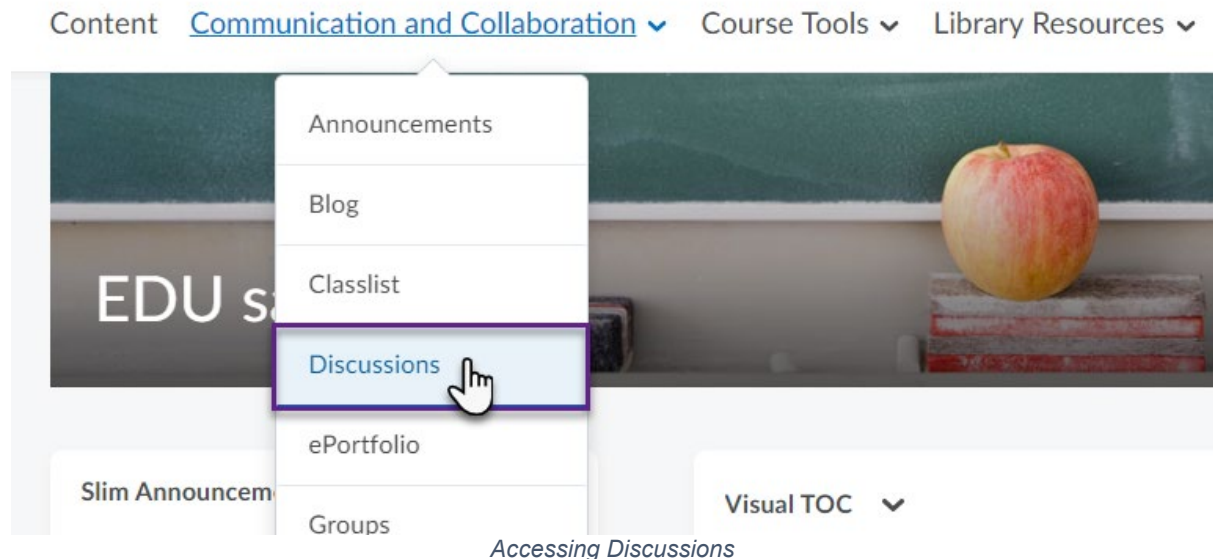 Content Communication and Collaboration Course Tools Library Resources
Announcements
Blog
Classlist
EDU
Discussions
ePortfolio
Groups
Slim
Visual TOC
Accessing Discussions